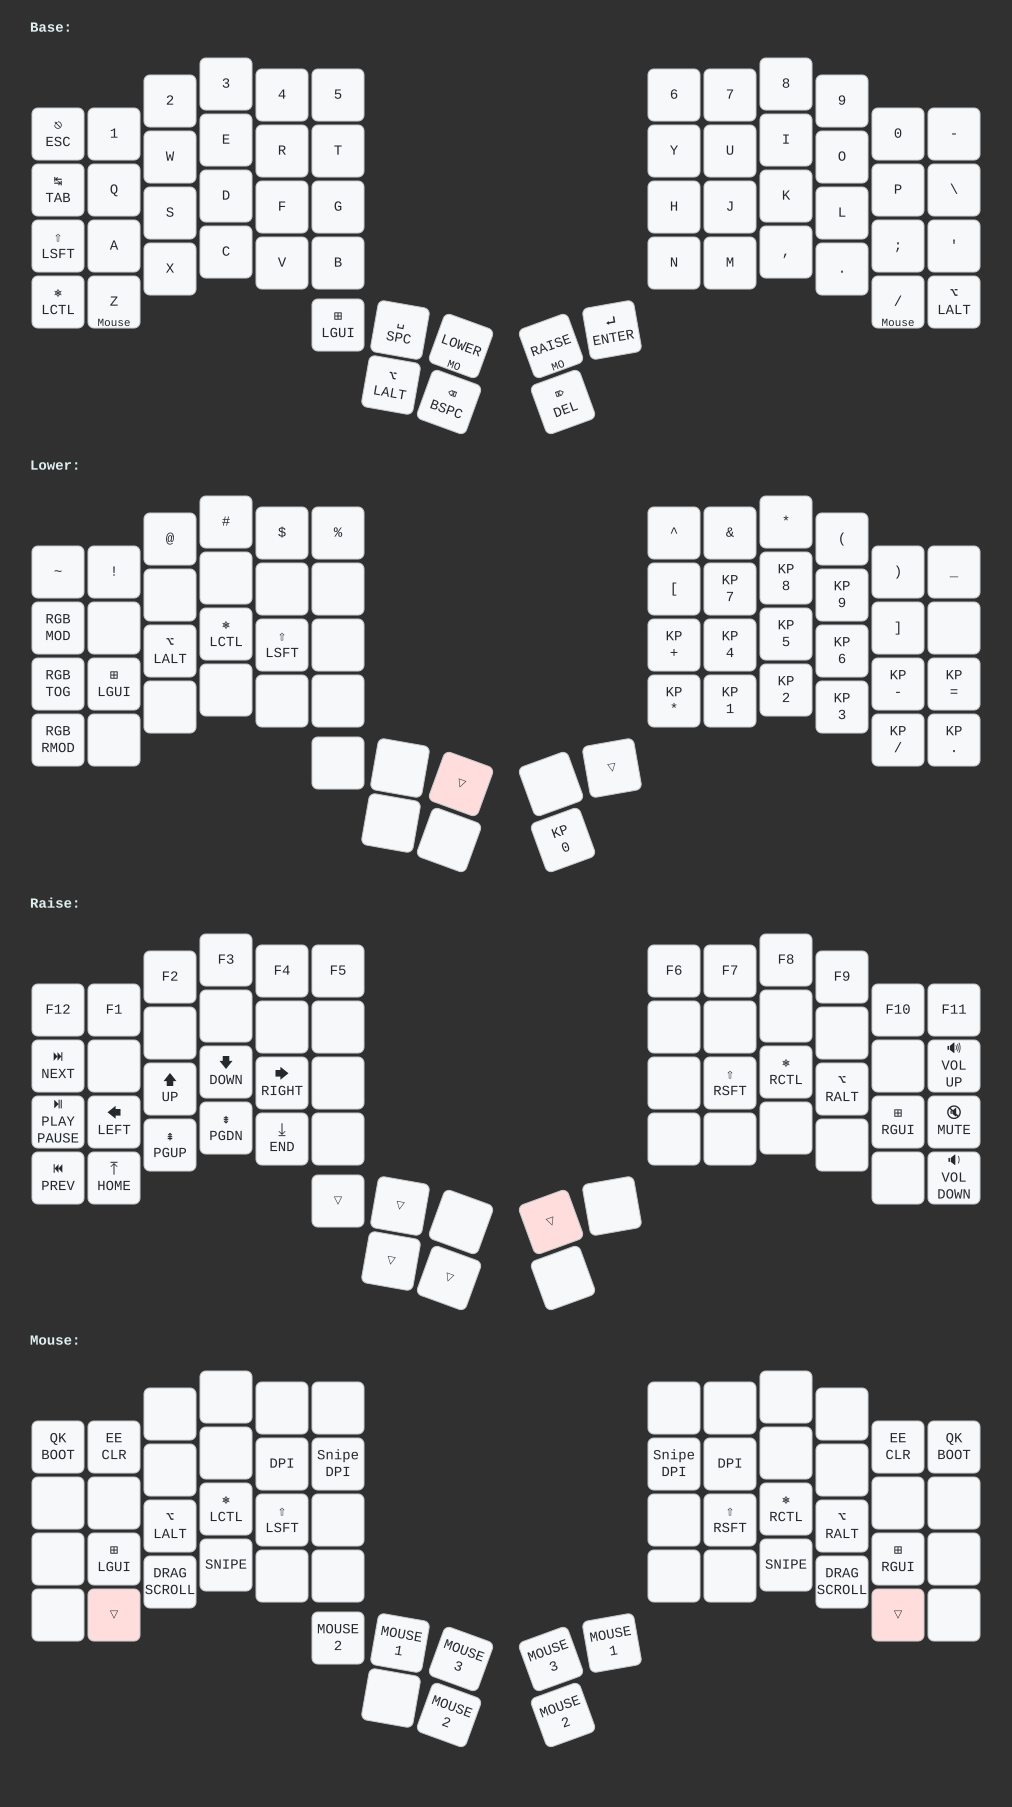 Base:
ESC 1 2 3 4 5 6 7 8 9 0 -
TAB Q W E R T Y U I O P \
LSFT A S D F G H J K L ; '
LCTL Z Mouse X C V B N M , . / Mouse LALT
LGUI SPC LOWER MO RAISE MO ENTER
LALT BSPC DEL
Lower:
~ ! @ # $ % ^ & * ( ) _
RGB MOD [ KP 7 KP 8 KP 9 ]
RGB TOG LGUI LALT LCTL LSFT KP + KP 4 KP 5 KP 6 KP - KP =
RGB RMOD KP * KP 1 KP 2 KP 3 KP / KP .
▽ ▽
KP 0
Raise:
F12 F1 F2 F3 F4 F5 F6 F7 F8 F9 F10 F11
NEXT VOL UP
PLAY PAUSE LEFT UP DOWN RIGHT RSFT RCTL RALT RGUI MUTE
PREV HOME PGUP PGDN END VOL DOWN
▽ ▽ ▽
▽ ▽
Mouse:
QK BOOT EE CLR EE CLR QK BOOT
DPI Snipe DPI Snipe DPI DPI
LGUI LALT LCTL LSFT RSFT RCTL RALT RGUI
▽ DRAG SCROLL SNIPE SNIPE DRAG SCROLL ▽
MOUSE 2 MOUSE 1 MOUSE 3 MOUSE 3 MOUSE 1
MOUSE 2 MOUSE 2